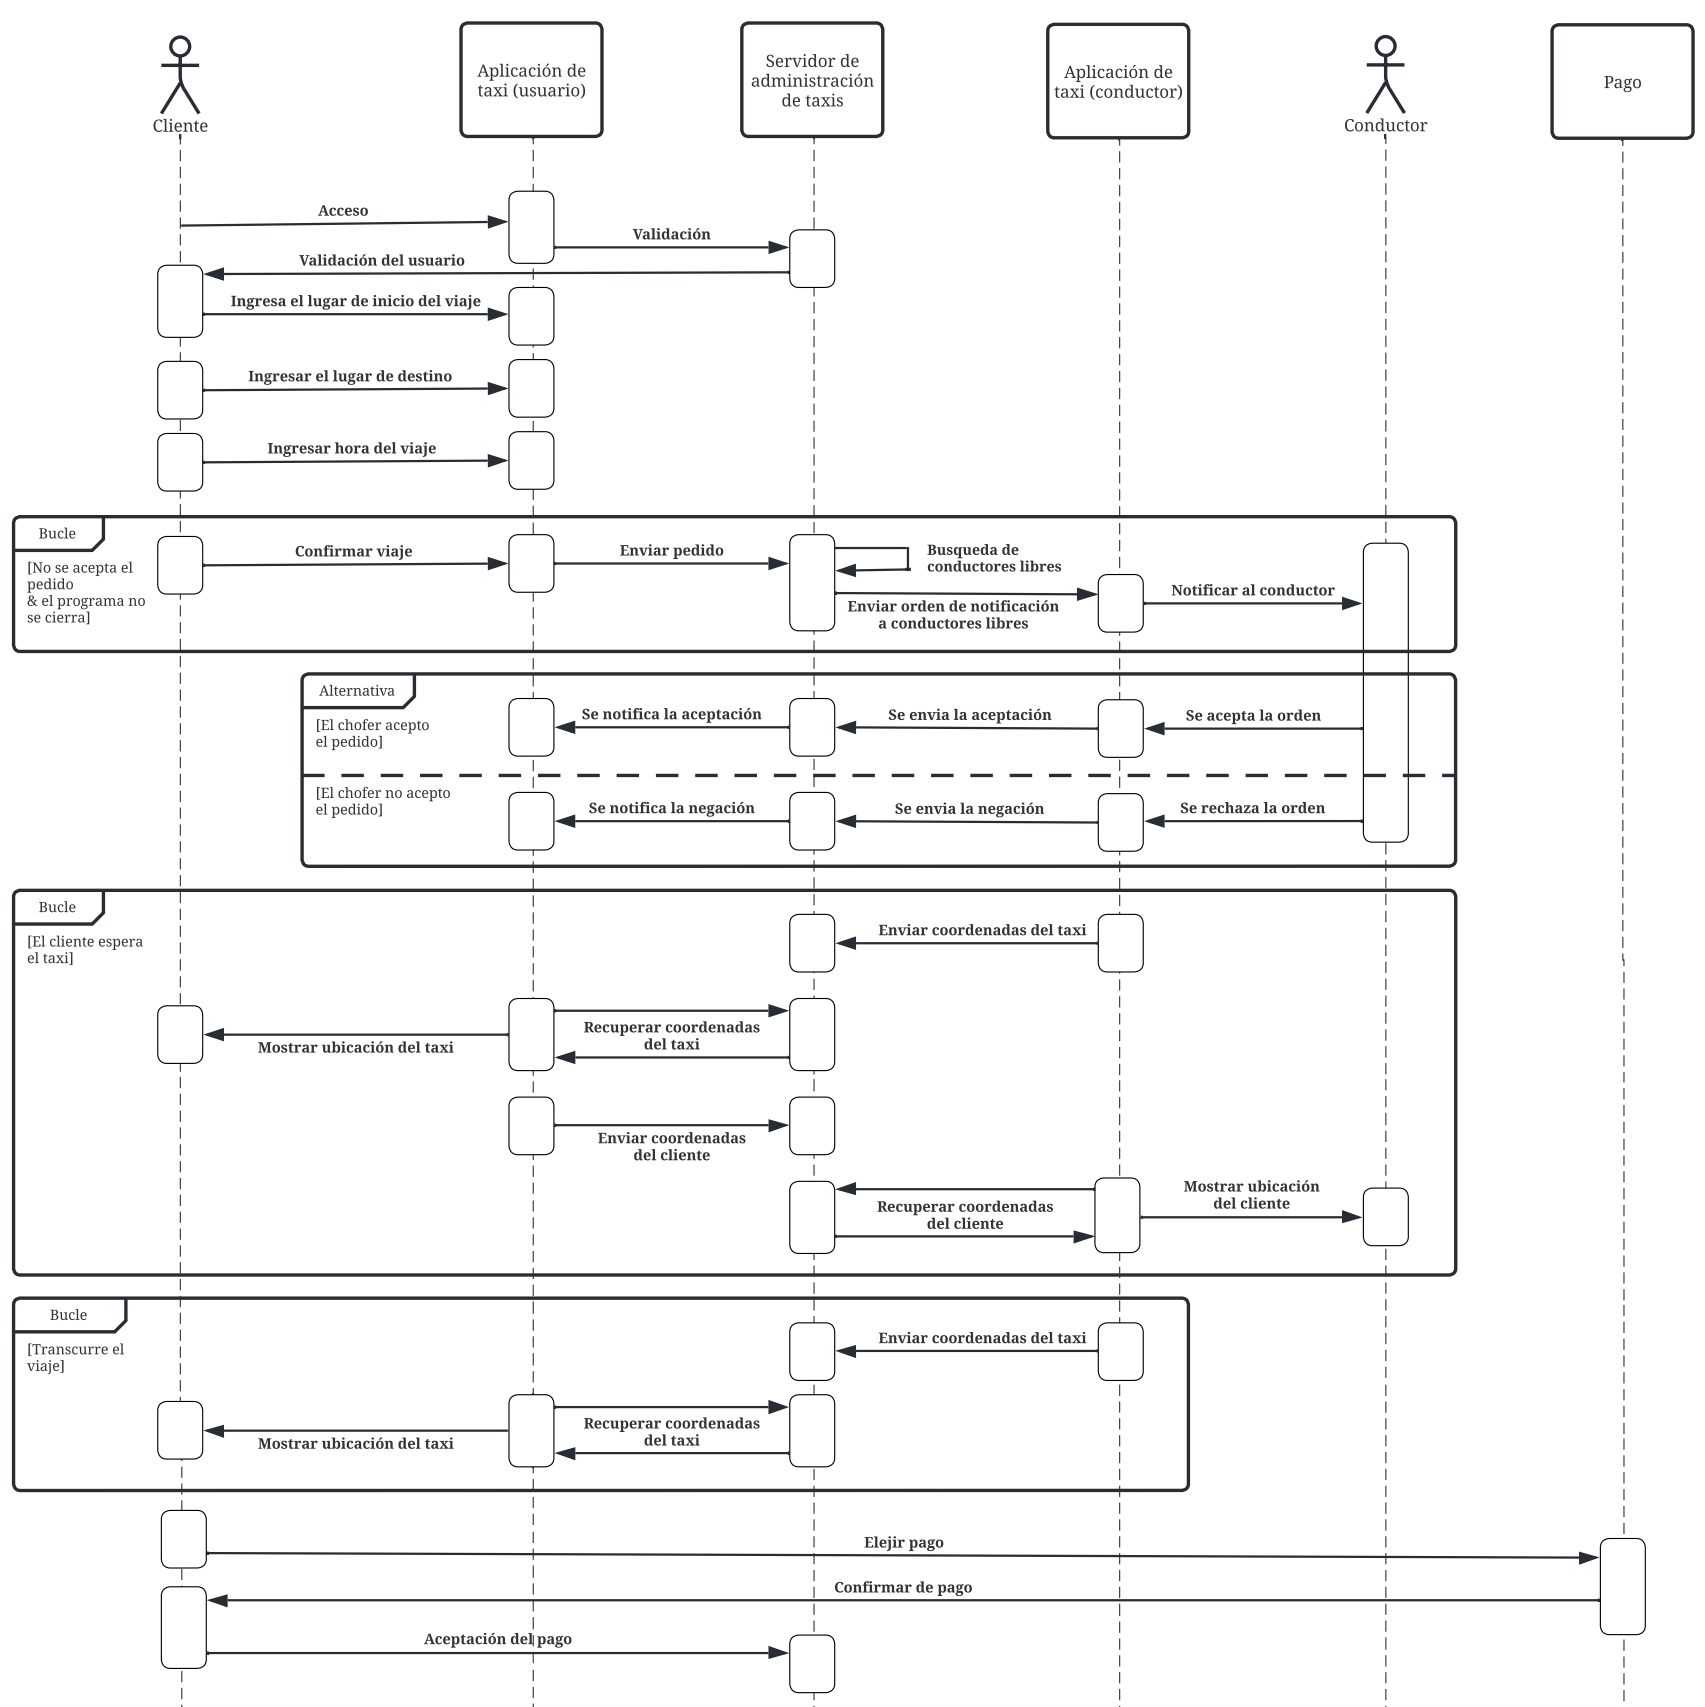 Cliente
Aplicación de
taxi (usuario)
Servidor de
administración
de taxis
Aplicación de
taxi (conductor)
Conductor
Pago
Acceso
Validación
Validación del usuario
Ingresa el lugar de inicio del viaje
Ingresar el lugar de destino
Ingresar hora del viaje
Bucle
[No se acepta el
pedido
& el programa no
se cierra]
Confirmar viaje
Enviar pedido
Busqueda de
conductores libres
Enviar orden de notificación
a conductores libres
Notificar al conductor
Alternativa
[El chofer acepto
el pedido]
Se notifica la aceptación
Se envia la aceptación
Se acepta la orden
[El chofer no acepto
el pedido]
Se notifica la negación
Se envia la negación
Se rechaza la orden
Bucle
[El cliente espera
el taxi]
Enviar coordenadas del taxi
Recuperar coordenadas
del taxi
Mostrar ubicación del taxi
Enviar coordenadas
del cliente
Recuperar coordenadas
del cliente
Mostrar ubicación
del cliente
Bucle
[Transcurre el
viaje]
Enviar coordenadas del taxi
Recuperar coordenadas
del taxi
Mostrar ubicación del taxi
Elejir pago
Confirmar de pago
Aceptación del pago